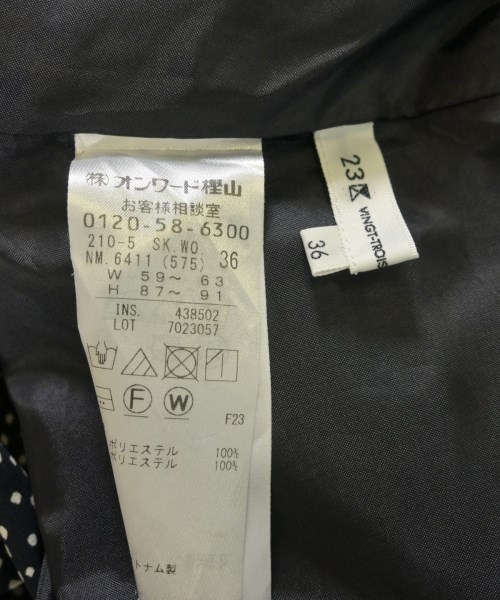 (株) オンワード樫山
お客様相談室
0120-58-6300
210-5 SK.WO.
NM.6411 (575) 36
W 59～ 63
H 87～ 91
INS. 438502
LOT 7023057
F
W
F23
ポリエステル 100%
ポリエステル 100%
トナム製
23区
VINGT-TROIS
36